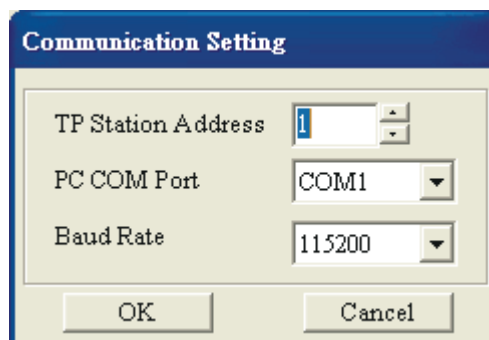 Communication Setting
TP Station Address 1
PC COM Port COM1
Baud Rate 115200
OK Cancel